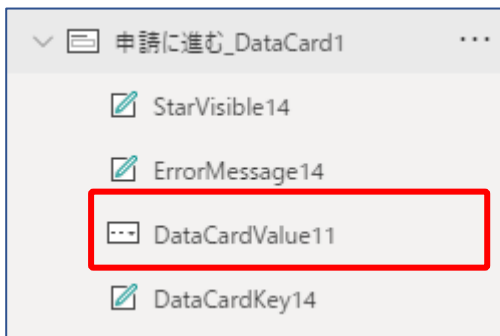 申請に進む_DataCard1
StarVisible14
ErrorMessage14
DataCardValue11
DataCardKey14